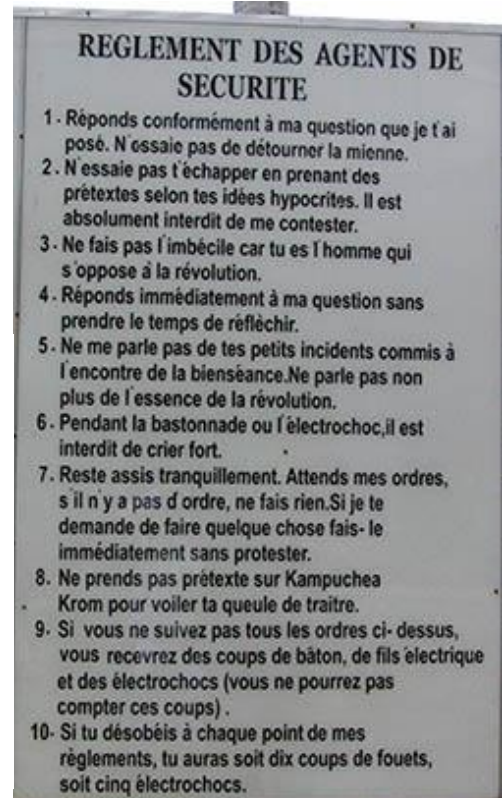 REGLEMENT DES AGENTS DE
SECURITE
1 - Réponds conformément à ma question que je t'ai
posé. N'essaie pas de détourner la mienne.
2 - N'essaie pas t'échapper en prenant des
prétextes selon tes idées hypocrites. Il est
absolument interdit de me contester.
3 - Ne fais pas l'imbécile car tu es l'homme qui
s'oppose à la révolution.
4 - Réponds immédiatement à ma question sans
prendre le temps de réflèchir.
5 - Ne me parle pas de tes petits incidents commis à
l'encontre de la bienséance.Ne parle pas non
plus de l'essence de la révolution.
6 - Pendant la bastonnade ou l'électrochoc,il est
interdit de crier fort.
7 - Reste assis tranquillement. Attends mes ordres,
s'il n'y a pas d'ordre, ne fais rien.Si je te
demande de faire quelque chose fais- le
immédiatement sans protester.
8. Ne prends pas prétexte sur Kampuchea
Krom pour voiler ta queule de traître.
9- Si vous ne suivez pas tous les ordres ci- dessus,
vous recevrez des coups de bâton, de fils électrique
et des électrochocs (vous ne pourrez pas
compter ces coups) .
10- Si tu désobéis à chaque point de mes
règlements, tu auras soit dix coups de fouets,
soit cinq électrochocs.